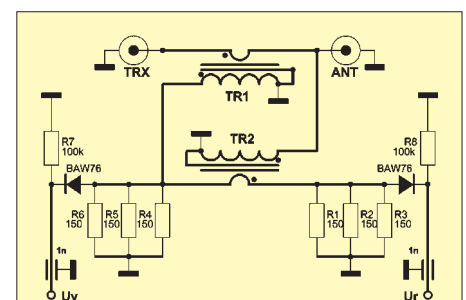 TRX
ANT
TR1
TR2
R7
100k
R8
100k
BAW76
BAW76
R6
150
R5
150
R4
150
R1
150
R2
150
R3
150
1n
1n
Uv
Ur